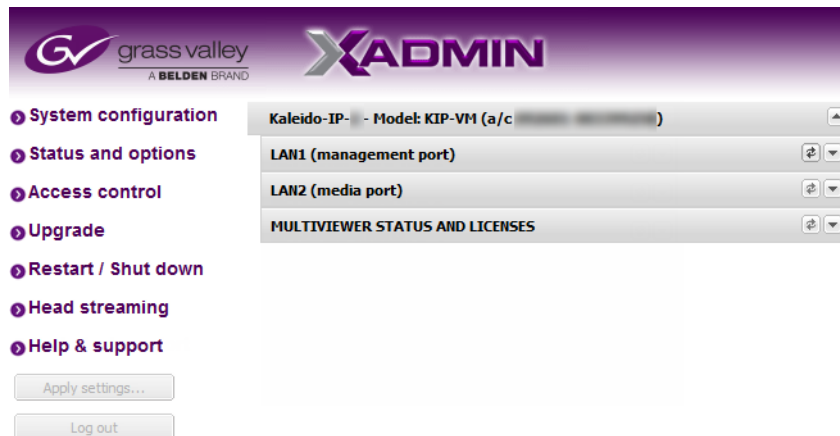 GV grass valley
A BELDEN BRAND
XADMIN
System configuration
Status and options
Access control
Upgrade
Restart / Shut down
Head streaming
Help & support
Apply settings...
Log out
Kaleido-IP- - Model: KIP-VM (a/c )
LAN1 (management port)
LAN2 (media port)
MULTIVIEWER STATUS AND LICENSES